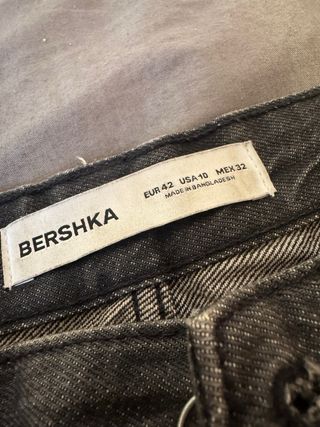 BERSHKA
EUR 42 USA 10 MEX 32
MADE IN BANGLADESH